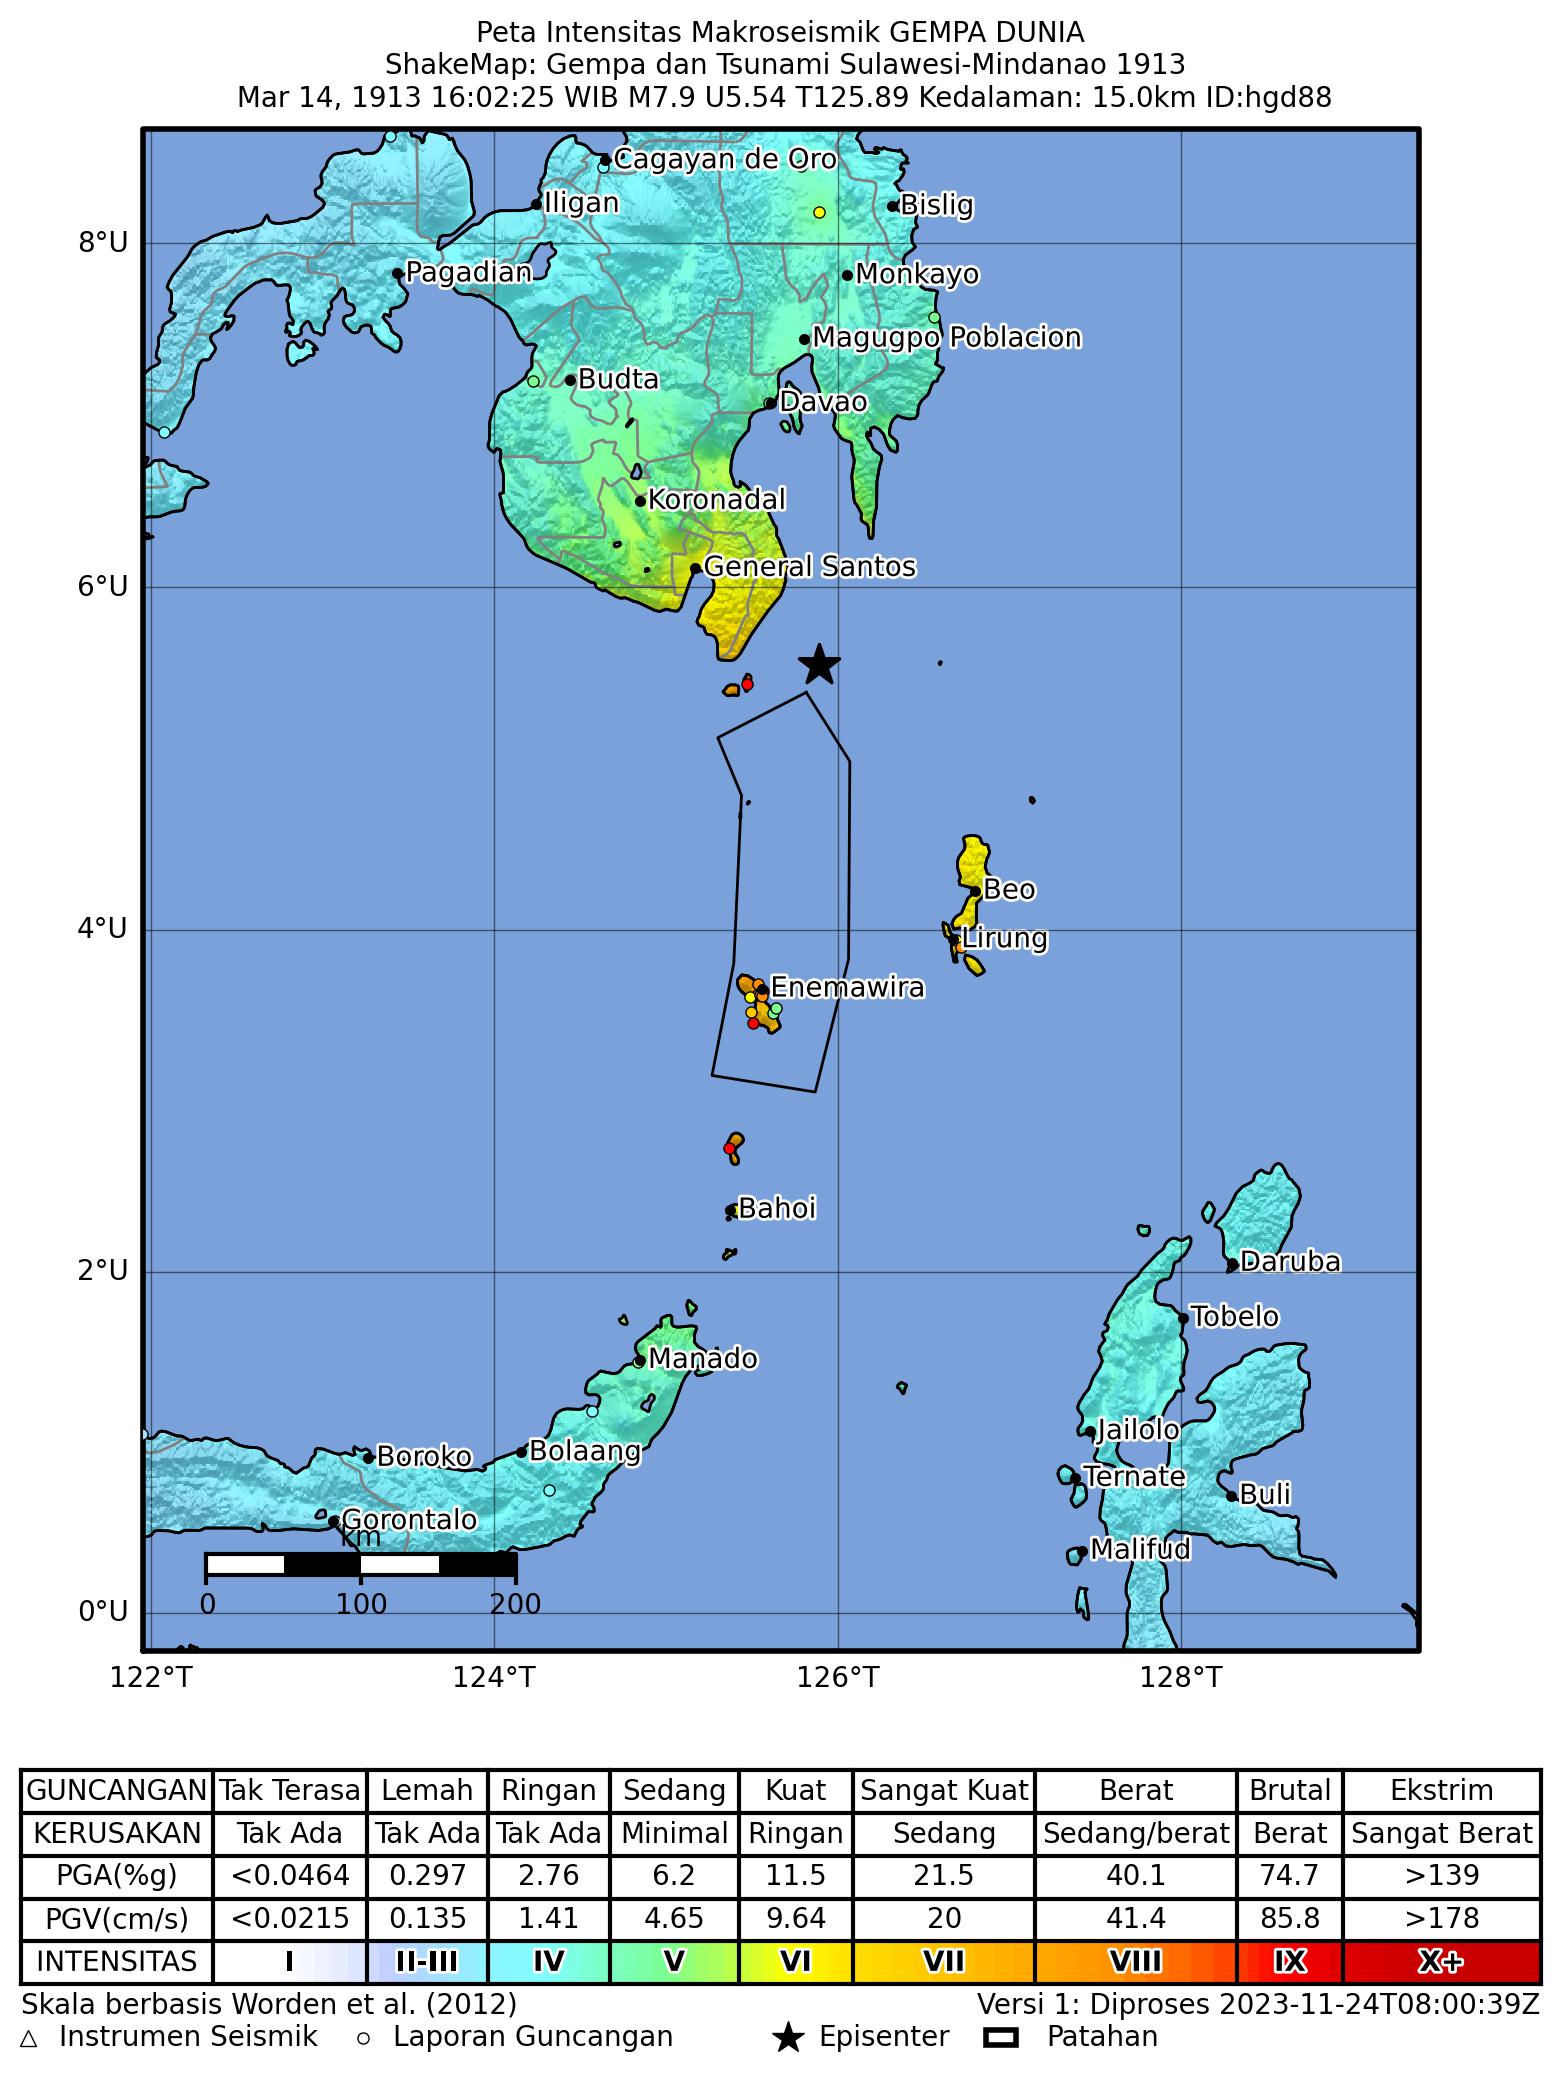 Peta Intensitas Makroseismik GEMPA DUNIA
ShakeMap: Gempa dan Tsunami Sulawesi-Mindanao 1913
Mar 14, 1913 16:02:25 WIB M7.9 U5.54 T125.89 Kedalaman: 15.0km ID:hgd88
Cagayan de Oro
Iligan
Bislig
8°U
Pagadian
Monkayo
Magugpo Poblacion
Budta
Davao
Koronadal
General Santos
6°U
Beo
4°U
Lirung
Enemawira
Bahoi
2°U
Daruba
Tobelo
Manado
Jailolo
Boroko
Bolaang
Ternate
Buli
Gorontalo
km
Malifud
0
100
200
0°U
122°T
124°T
126°T
128°T
GUNCANGAN Tak Terasa Lemah Ringan Sedang Kuat Sangat Kuat Berat Brutal Ekstrim
KERUSAKAN Tak Ada Tak Ada Tak Ada Minimal Ringan Sedang Sedang/berat Berat Sangat Berat
PGA(%g) <0.0464 0.297 2.76 6.2 11.5 21.5 40.1 74.7 >139
PGV(cm/s) <0.0215 0.135 1.41 4.65 9.64 20 41.4 85.8 >178
INTENSITAS I II-III IV V VI VII VIII IX X+
Skala berbasis Worden et al. (2012)
Versi 1: Diproses 2023-11-24T08:00:39Z
Instrumen Seismik
Laporan Guncangan
Episenter
Patahan